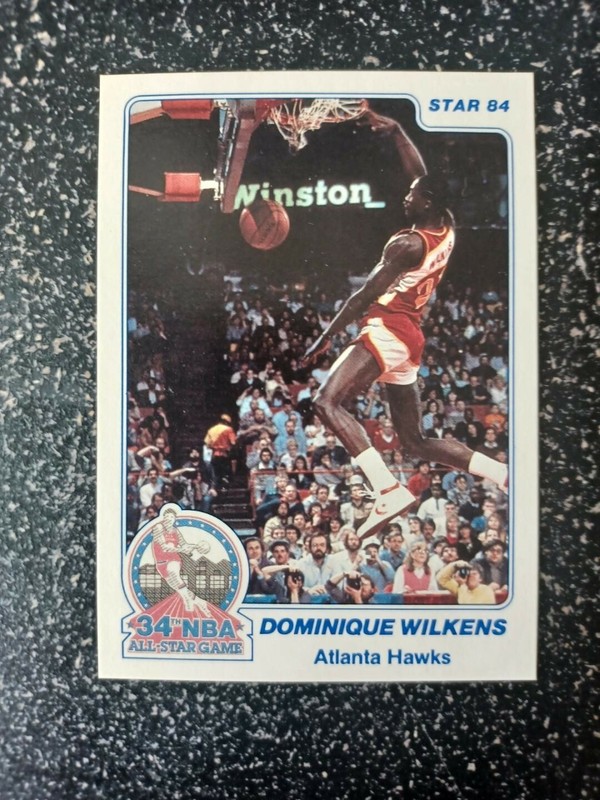 STAR 84
Winston
34TH NBA
ALL-STAR GAME
DOMINIQUE WILKENS
Atlanta Hawks